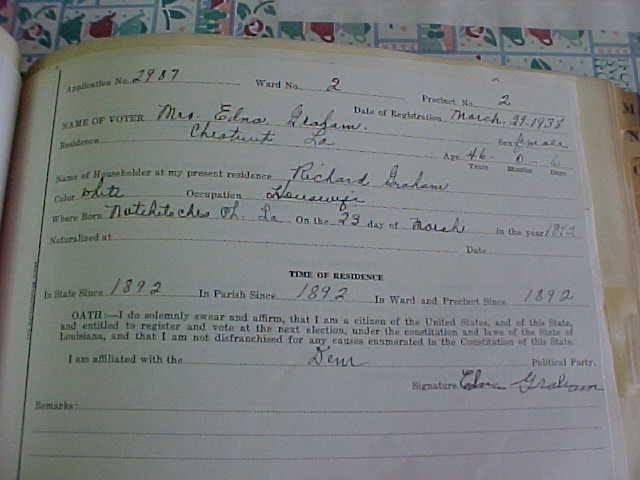 Application No. 2987 Ward No. 2 Precinct No. 2
Date of Registration March, 29-1938
NAME OF VOTER Mrs. Edna Graham. Sex female
Residence Chestnut La Age 46 - 0 - 6
Years Months Days
Name of Householder at my present residence Richard Graham
Color white Occupation Housewife
Where Born Natchitoches Ph. La. On the 23 day of March in the year 1892
Naturalized at Date
TIME OF RESIDENCE
In State Since 1892 In Parish Since 1892 In Ward and Precinct Since 1892
OATH:—I do solemnly swear and affirm, that I am a citizen of the United States, and of this State,
and entitled to register and vote at the next election, under the constitution and laws of the State of
Louisiana, and that I am not disfranchised for any causes enumerated in the Constitution of this State.
I am affiliated with the Dem Political Party.
Signature Edna Graham
Remarks: